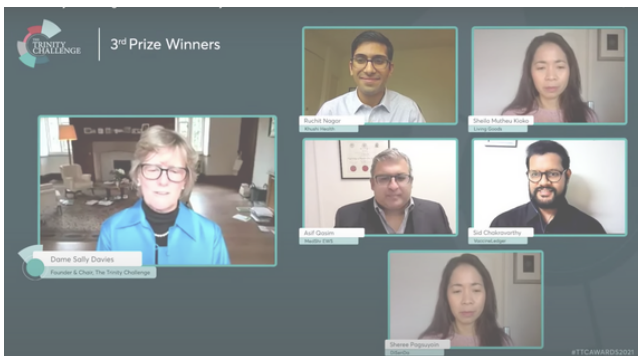 THE
TRINITY
CHALLENGE
3rd Prize Winners
Ruchit Nagar
Khushi Health
Sheila Mutheu Kioko
Living Goods
Dame Sally Davies
Founder & Chair, The Trinity Challenge
Asif Qasim
MedShr EWS
Sid Chakravarthy
Sheree Pagsuyoin
#TTCAWARDS2021